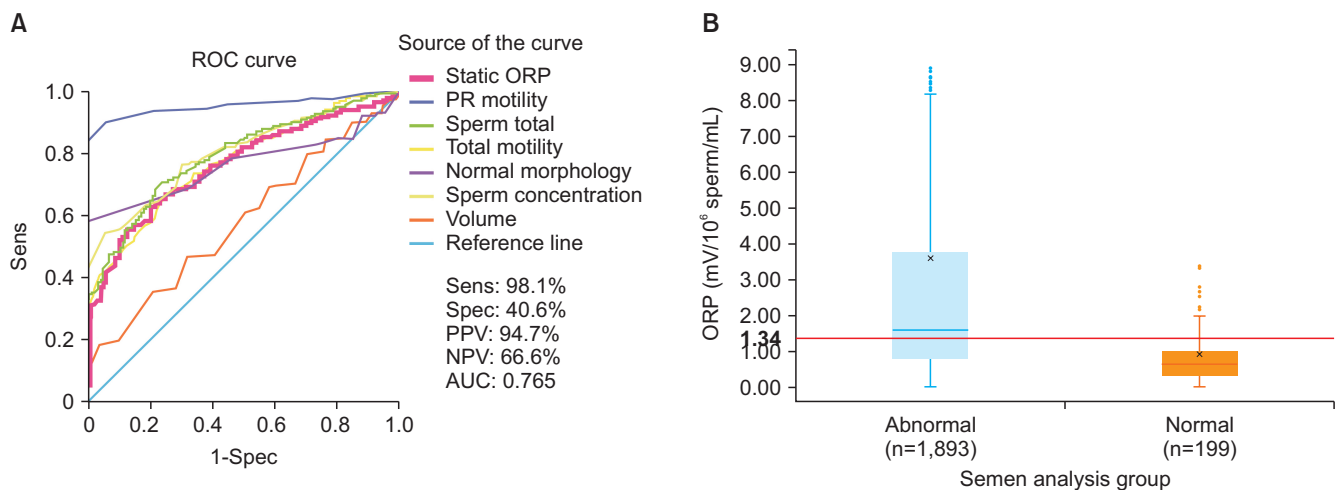 A
ROC curve
Source of the curve
Static ORP
PR motility
Sperm total
Total motility
Normal morphology
Sperm concentration
Volume
Reference line
Sens: 98.1%
Spec: 40.6%
PPV: 94.7%
NPV: 66.6%
AUC: 0.765
Sens
1.0
0.8
0.6
0.4
0.2
0
0 0.2 0.4 0.6 0.8 1.0
1-Spec
B
ORP (mV/10⁶ sperm/mL)
9.00
8.00
7.00
6.00
5.00
4.00
3.00
2.00
1.34
1.00
0.00
Abnormal
(n=1,893)
Normal
(n=199)
Semen analysis group